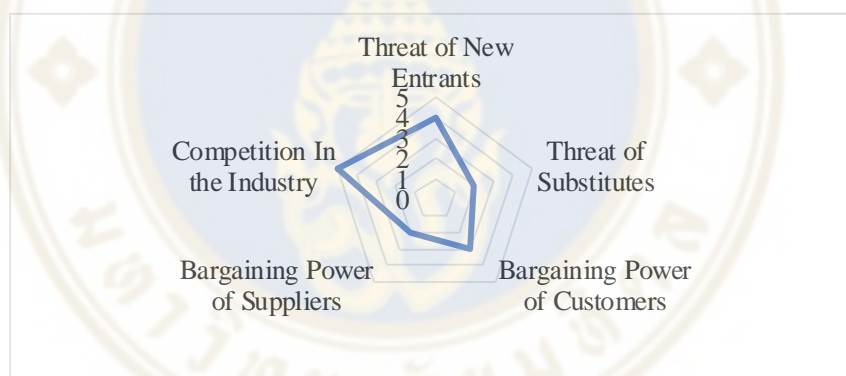 Threat of New
Entrants
5
4
3
2
1
0
Competition In
the Industry
Threat of
Substitutes
Bargaining Power
of Suppliers
Bargaining Power
of Customers